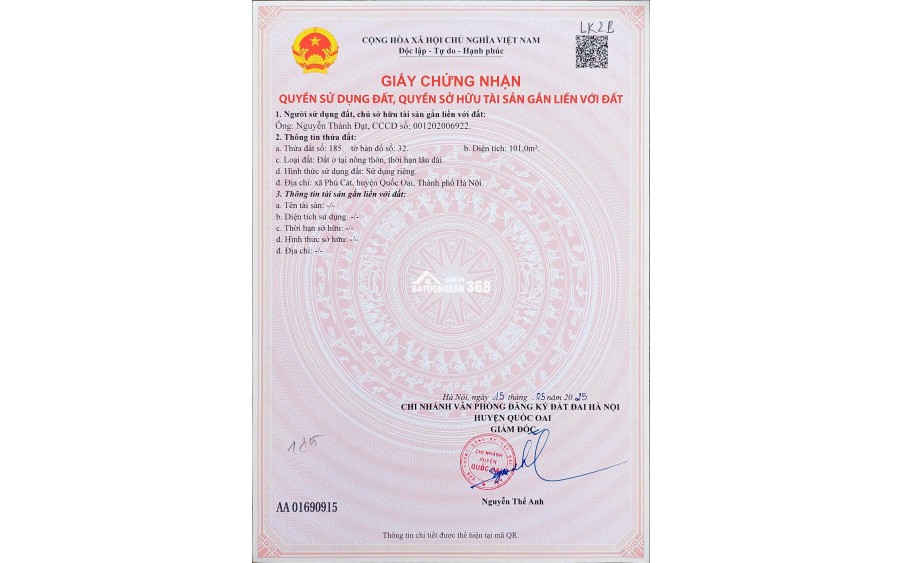 LK2B
CỘNG HÒA XÃ HỘI CHỦ NGHĨA VIỆT NAM
Độc lập - Tự do - Hạnh phúc
GIẤY CHỨNG NHẬN
QUYỀN SỬ DỤNG ĐẤT, QUYỀN SỞ HỮU TÀI SẢN GẮN LIỀN VỚI ĐẤT
1. Người sử dụng đất, chủ sở hữu tài sản gắn liền với đất:
Ông: Nguyễn Thành Đạt, CCCD số: 001202006922.
2. Thông tin thửa đất:
a. Thửa đất số: 185 tờ bản đồ số: 32. b. Diện tích: 101,0m².
c. Loại đất: Đất ở tại nông thôn, thời hạn lâu dài.
d. Hình thức sử dụng đất: Sử dụng riêng.
đ. Địa chỉ: xã Phú Cát, huyện Quốc Oai, Thành phố Hà Nội.
3. Thông tin tài sản gắn liền với đất:
a. Tên tài sản: -/-
b. Diện tích sử dụng: -/-
c. Thời hạn sở hữu: -/-
d. Hình thức sở hữu: -/-
đ. Địa chỉ: -/-
BATDONGSAN 368
Hà Nội, ngày 15 tháng 05 năm 2025
CHI NHÁNH VĂN PHÒNG ĐĂNG KÝ ĐẤT ĐAI HÀ NỘI
HUYỆN QUỐC OAI
GIÁM ĐỐC
185
CHI NHÁNH
HUYỆN
QUỐC OAI
Nguyễn Thế Anh
AA 01690915
Thông tin chi tiết được thể hiện tại mã QR.